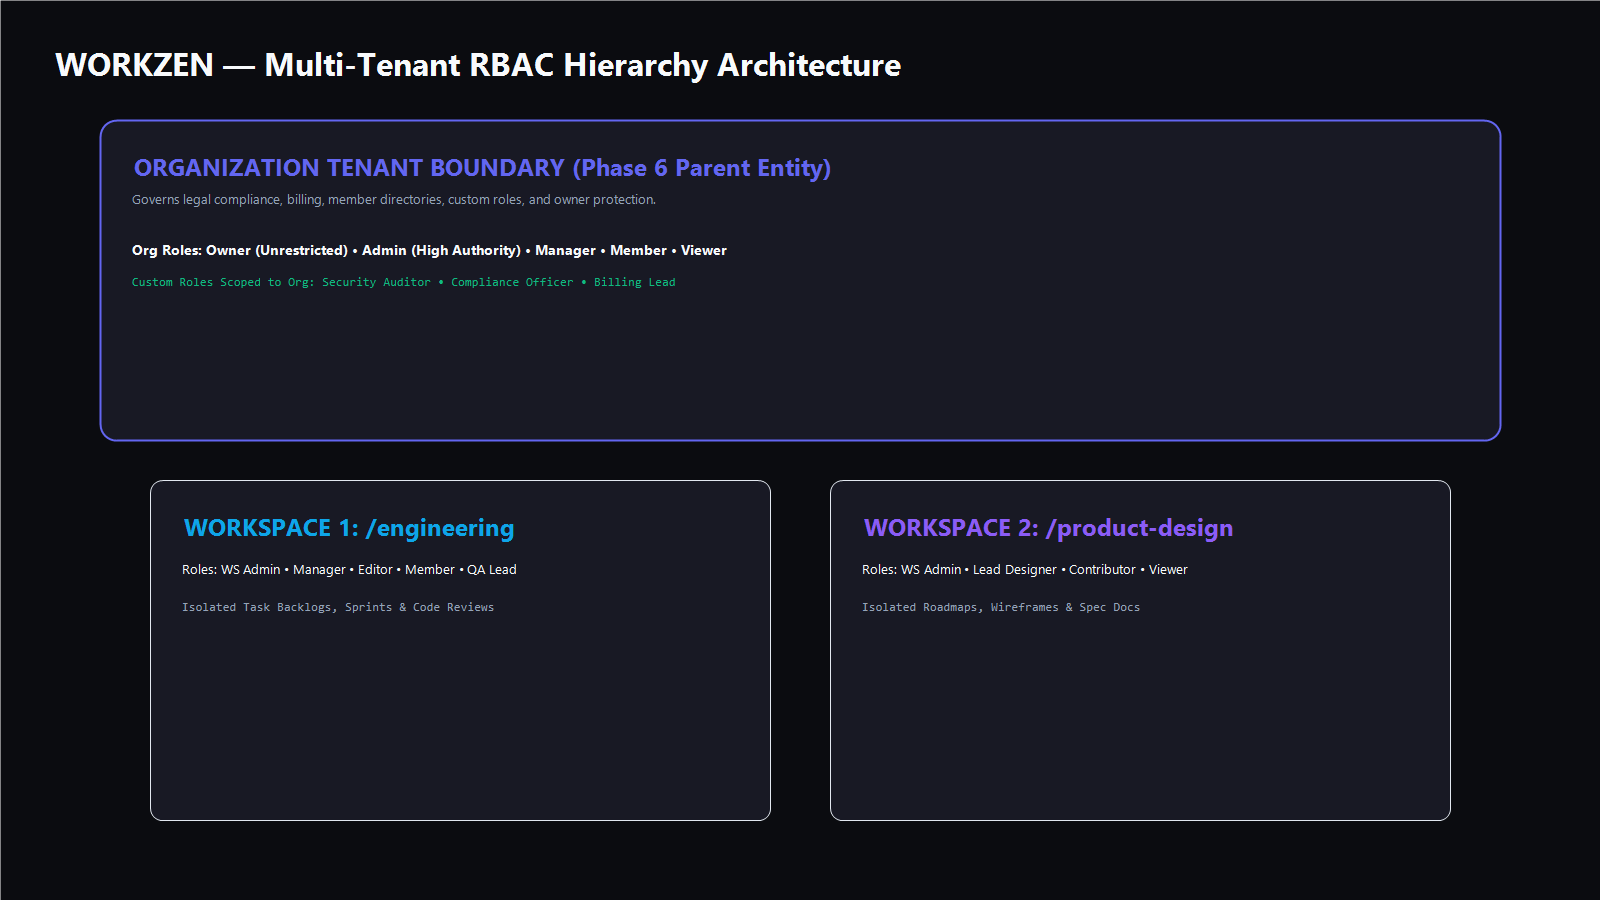 WORKZEN — Multi-Tenant RBAC Hierarchy Architecture
ORGANIZATION TENANT BOUNDARY (Phase 6 Parent Entity)
Governs legal compliance, billing, member directories, custom roles, and owner protection.
Org Roles: Owner (Unrestricted) • Admin (High Authority) • Manager • Member • Viewer
Custom Roles Scoped to Org: Security Auditor • Compliance Officer • Billing Lead
WORKSPACE 1: /engineering
Roles: WS Admin • Manager • Editor • Member • QA Lead
Isolated Task Backlogs, Sprints & Code Reviews
WORKSPACE 2: /product-design
Roles: WS Admin • Lead Designer • Contributor • Viewer
Isolated Roadmaps, Wireframes & Spec Docs